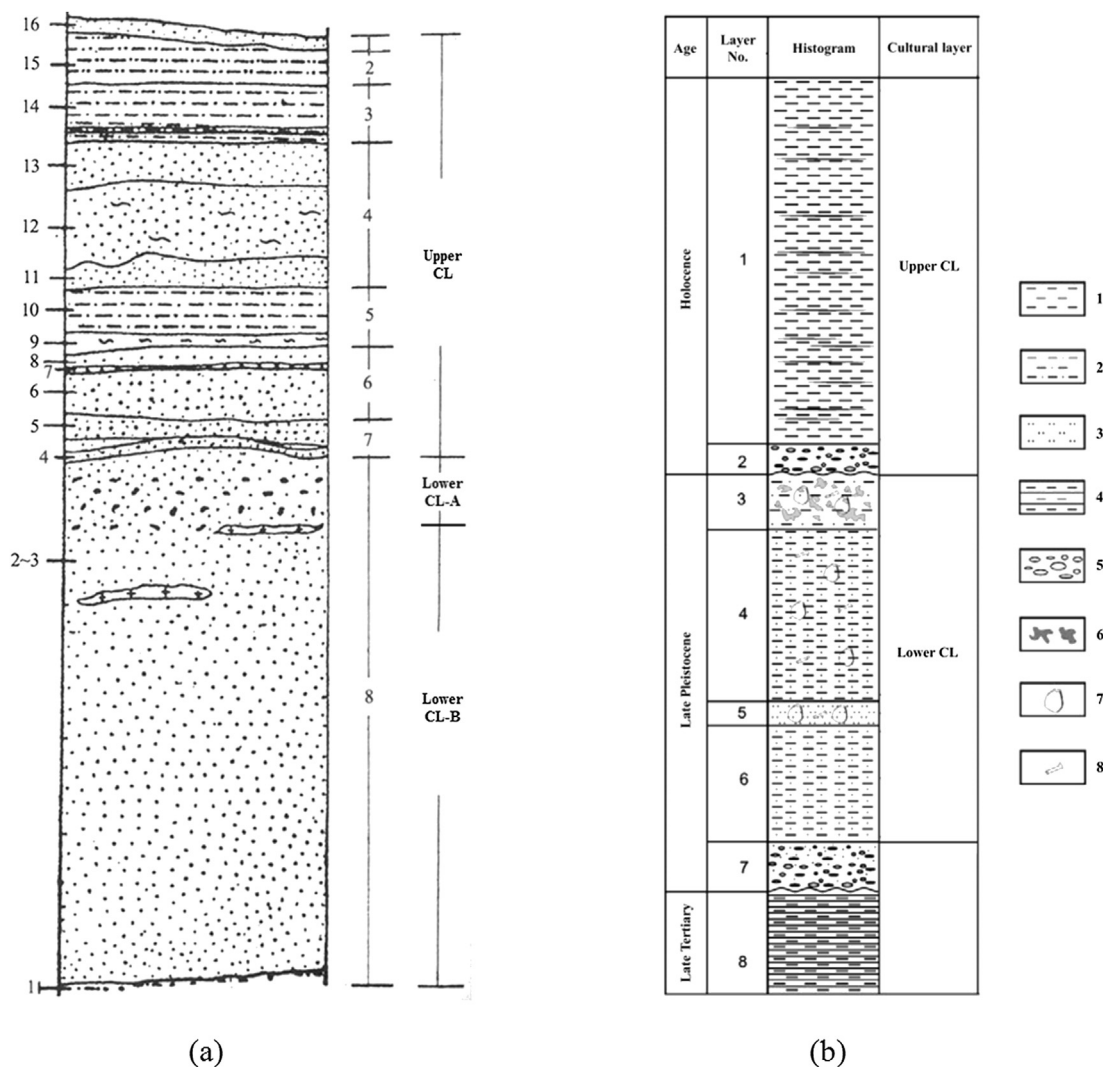 16
15
14
13
12
11
10
9
8
7
6
5
4
2~3
1
2
3
4
5
6
7
8
Upper
CL
Lower
CL-A
Lower
CL-B
(a)
Age
Layer
No.
Histogram
Cultural layer
Holocence
Late Pleistocene
Late Tertiary
1
2
3
4
5
6
7
8
Upper CL
Lower CL
1
2
3
4
5
6
7
8
(b)